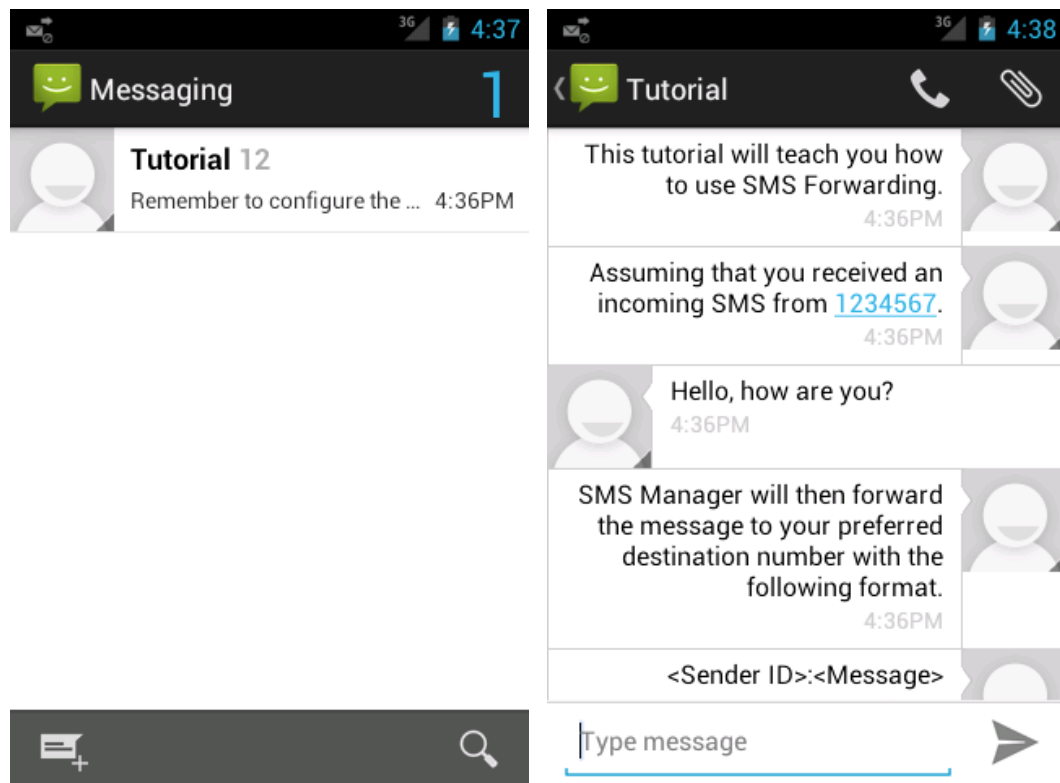 3G 4:37
Messaging 1
Tutorial 12
Remember to configure the ... 4:36PM
3G 4:38
Tutorial
This tutorial will teach you how
to use SMS Forwarding.
4:36PM
Assuming that you received an
incoming SMS from 1234567.
4:36PM
Hello, how are you?
4:36PM
SMS Manager will then forward
the message to your preferred
destination number with the
following format.
4:36PM
<Sender ID>:<Message>
Type message